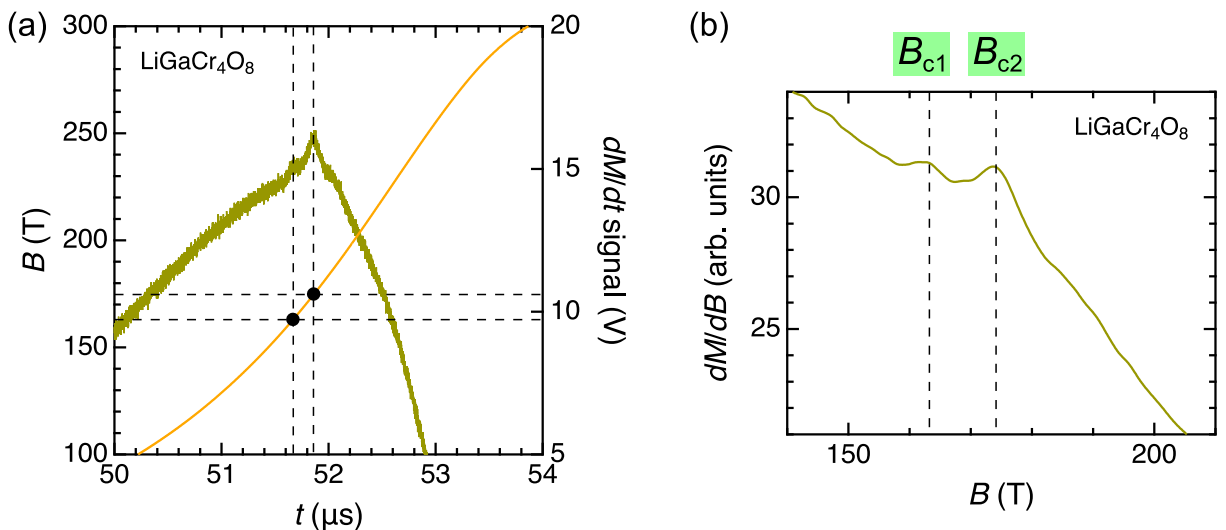 (a)
300
250
200
150
100
B (T)
LiGaCr₄O₈
20
15
10
5
dM/dt signal (V)
50 51 52 53 54
t (μs)
(b)
Bc1 Bc2
LiGaCr₄O₈
31
25
dM/dB (arb. units)
150 200
B (T)